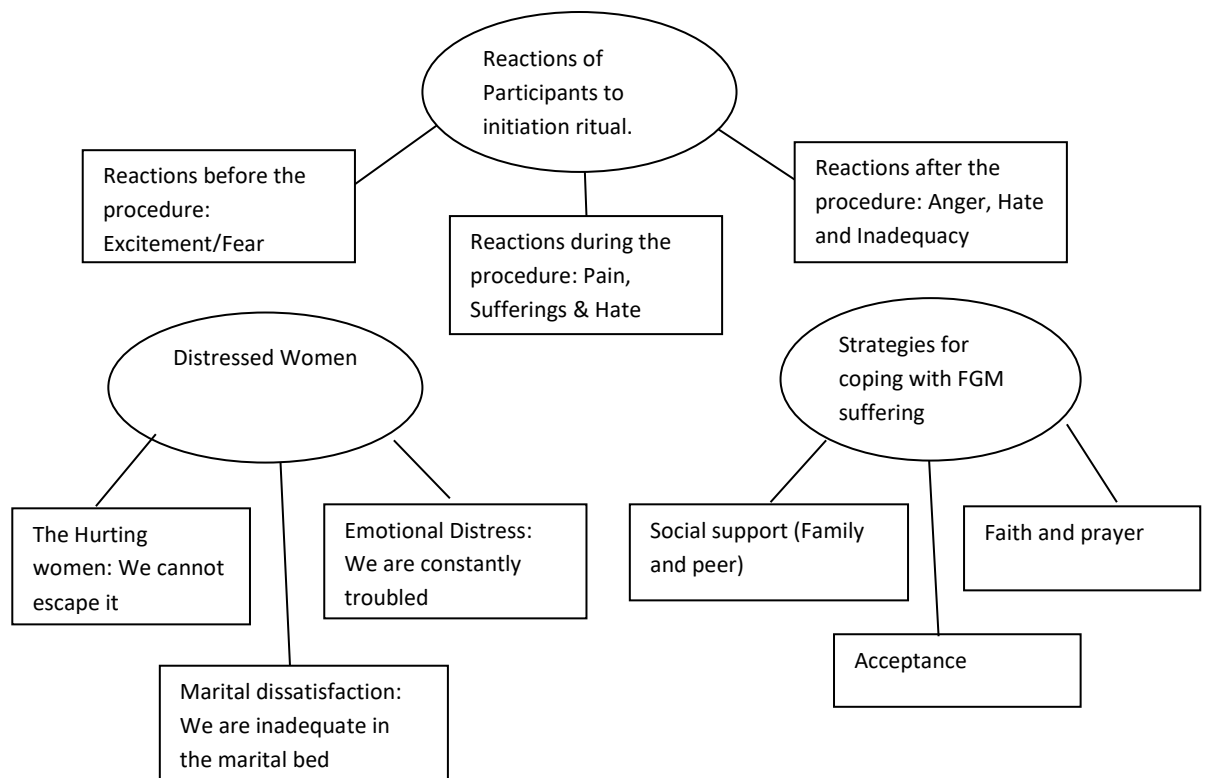 Reactions of
Participants to
initiation ritual.
Reactions before the
procedure:
Excitement/Fear
Reactions during the
procedure: Pain,
Sufferings & Hate
Reactions after the
procedure: Anger, Hate
and Inadequacy
Distressed Women
The Hurting
women: We cannot
escape it
Marital dissatisfaction:
We are inadequate in
the marital bed
Emotional Distress:
We are constantly
troubled
Strategies for
coping with FGM
suffering
Social support (Family
and peer)
Acceptance
Faith and prayer